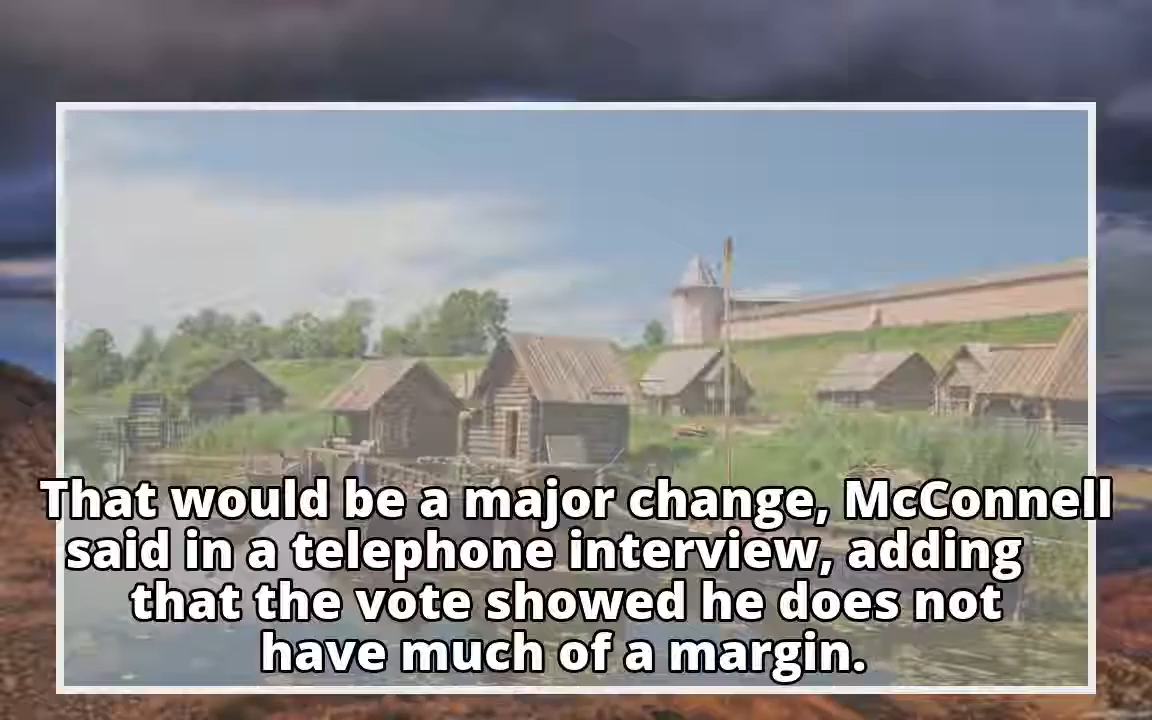 That would be a major change, McConnell
said in a telephone interview, adding
that the vote showed he does not
have much of a margin.